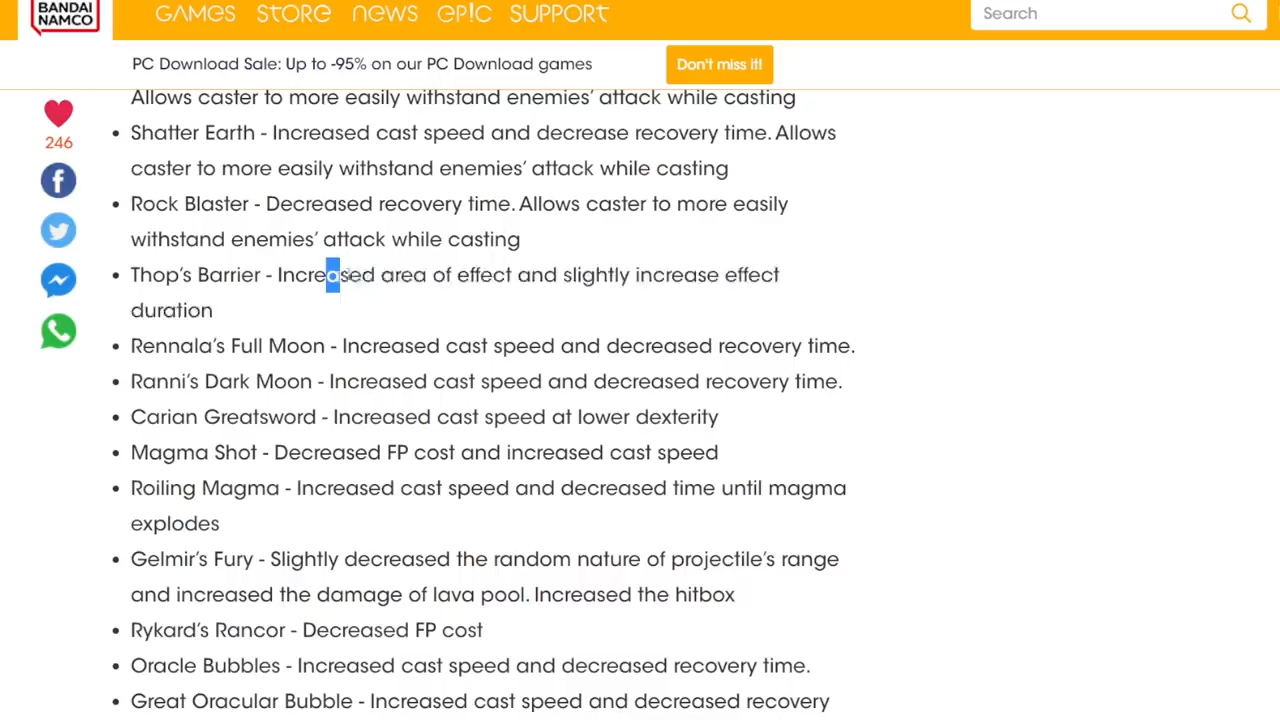 BANDAI
NAMCO
GAMES STORE NEWS EPIC SUPPORT
Search
PC Download Sale: Up to -95% on our PC Download games
Don't miss it!
246
Allows caster to more easily withstand enemies’ attack while casting
• Shatter Earth - Increased cast speed and decrease recovery time. Allows
caster to more easily withstand enemies’ attack while casting
• Rock Blaster - Decreased recovery time. Allows caster to more easily
withstand enemies’ attack while casting
• Thop’s Barrier - Increased area of effect and slightly increase effect
duration
• Rennala’s Full Moon - Increased cast speed and decreased recovery time.
• Ranni’s Dark Moon - Increased cast speed and decreased recovery time.
• Carian Greatsword - Increased cast speed at lower dexterity
• Magma Shot - Decreased FP cost and increased cast speed
• Roiling Magma - Increased cast speed and decreased time until magma
explodes
• Gelmir’s Fury - Slightly decreased the random nature of projectile’s range
and increased the damage of lava pool. Increased the hitbox
• Rykard’s Rancor - Decreased FP cost
• Oracle Bubbles - Increased cast speed and decreased recovery time.
• Great Oracular Bubble - Increased cast speed and decreased recovery